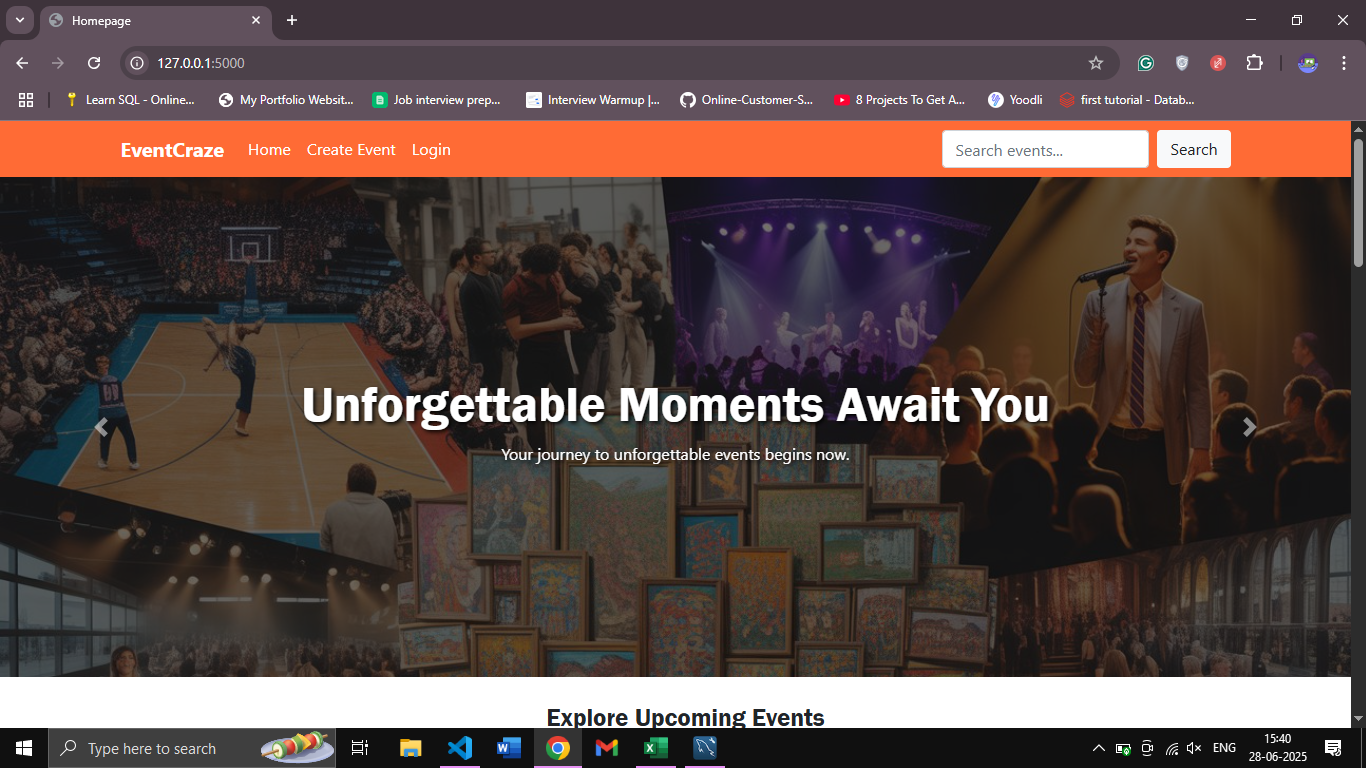 Homepage
127.0.0.1:5000
Learn SQL - Online...
My Portfolio Websit...
Job interview prep...
Interview Warmup |...
Online-Customer-S...
8 Projects To Get A...
Yoodli
first tutorial - Datab...
EventCraze
Home
Create Event
Login
Search events...
Search
Unforgettable Moments Await You
Your journey to unforgettable events begins now.
Explore Upcoming Events
Type here to search
ENG
15:40
28-06-2025